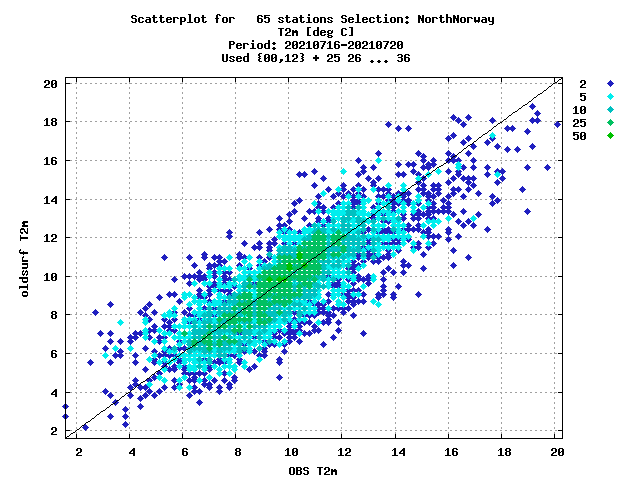 Scatterplot for   65 stations Selection: NorthNorway
T2m [deg C]
Period: 20210716-20210720
Used {00,12} + 25 26 ... 36
20
18
16
14
12
10
8
6
4
2
oldsurf T2m
2
5
10
25
50
2 4 6 8 10 12 14 16 18 20
OBS T2m